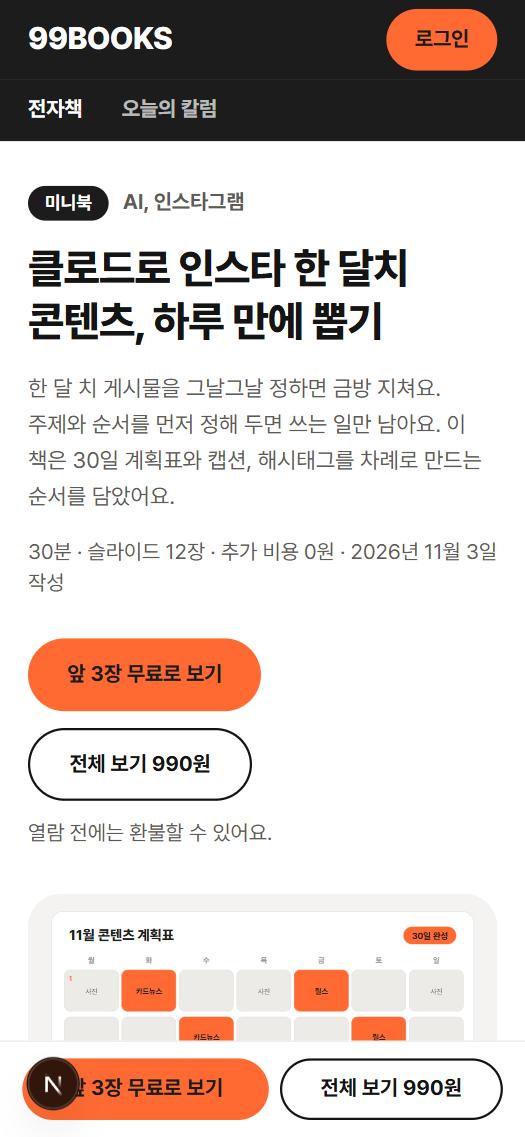 99BOOKS
로그인
전자책
오늘의 칼럼
미니북
AI, 인스타그램
클로드로 인스타 한 달치
콘텐츠, 하루 만에 뽑기
한 달 치 게시물을 그날그날 정하면 금방 지쳐요.
주제와 순서를 먼저 정해 두면 쓰는 일만 남아요. 이
책은 30일 계획표와 캡션, 해시태그를 차례로 만드는
순서를 담았어요.
30분 · 슬라이드 12장 · 추가 비용 0원 · 2026년 11월 3일
작성
앞 3장 무료로 보기
전체 보기 990원
열람 전에는 환불할 수 있어요.
11월 콘텐츠 계획표
30일 완성
월 화 수 목 금 토 일
1
사진 카드뉴스 사진 릴스 사진
카드뉴스 릴스
N
3장 무료로 보기
전체 보기 990원